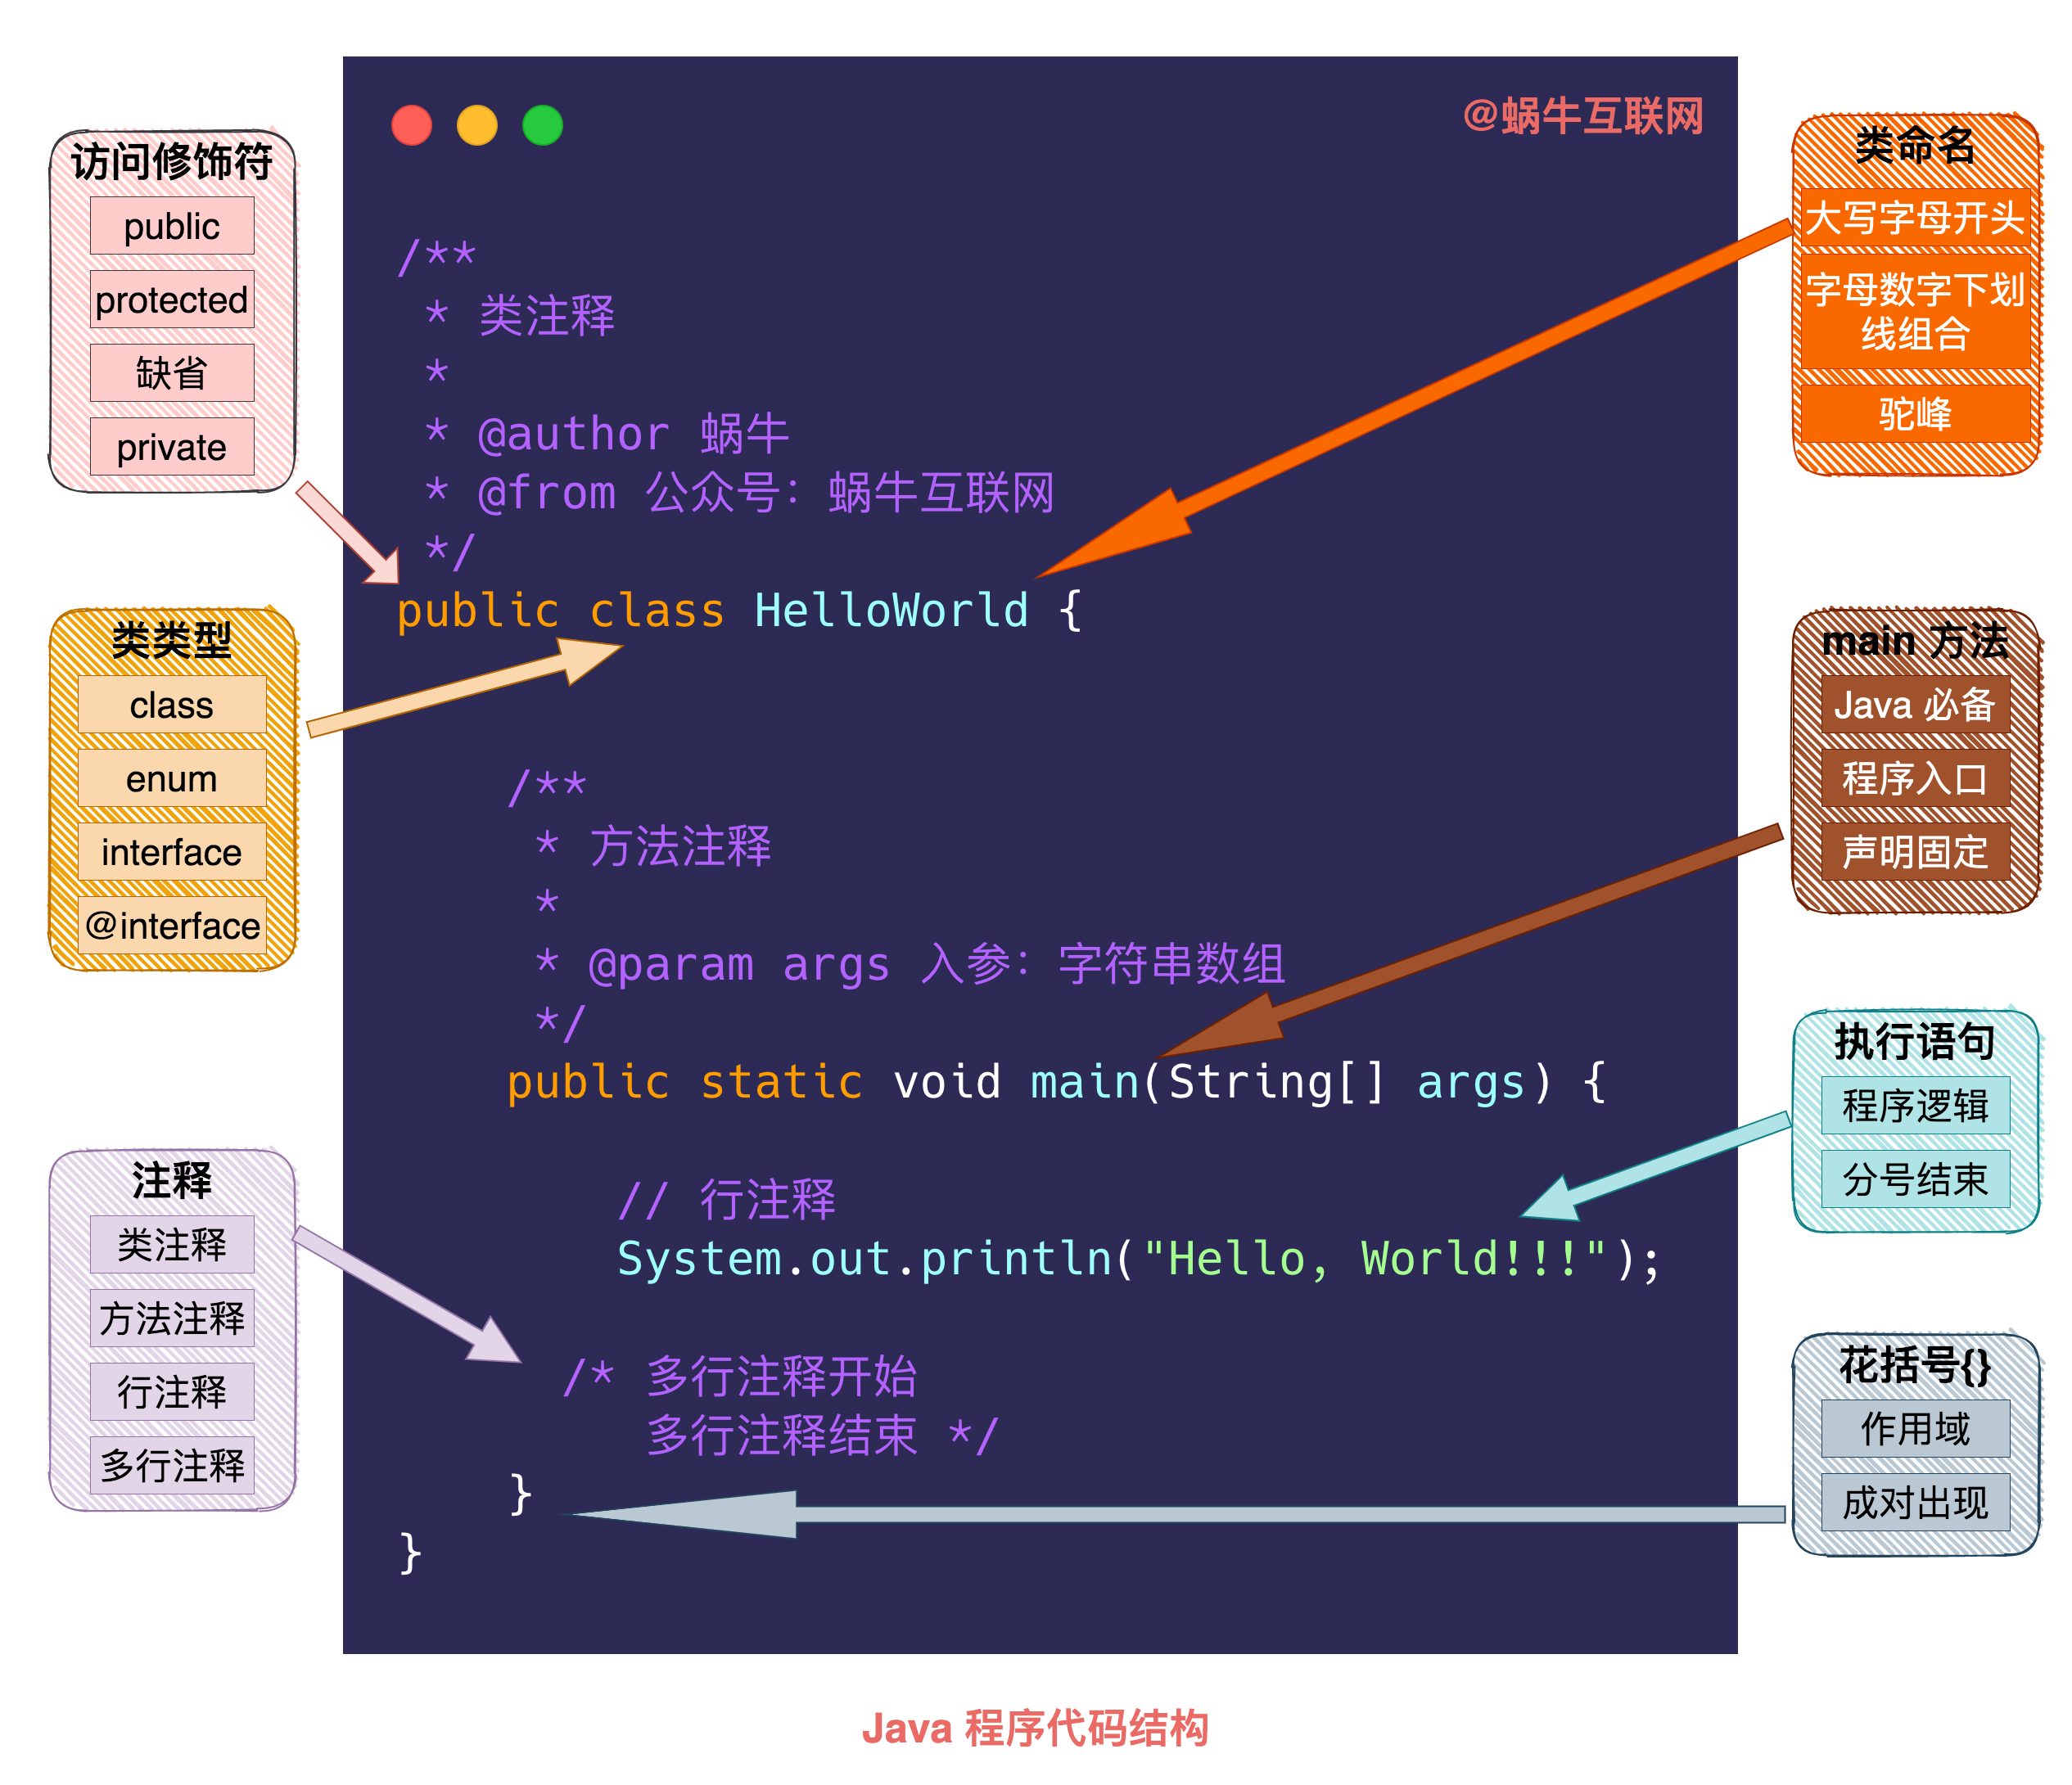 访问修饰符
public
protected
缺省
private
类类型
class
enum
interface
@interface
注释
类注释
方法注释
行注释
多行注释
@蜗牛互联网
/**
 * 类注释
 *
 * @author 蜗牛
 * @from 公众号：蜗牛互联网
 */
public class HelloWorld {
    /**
     * 方法注释
     *
     * @param args 入参：字符串数组
     */
    public static void main(String[] args) {
        // 行注释
        System.out.println("Hello, World!!!");
      /* 多行注释开始
         多行注释结束 */
    }
}
类命名
大写字母开头
字母数字下划
线组合
驼峰
main 方法
Java 必备
程序入口
声明固定
执行语句
程序逻辑
分号结束
花括号{}
作用域
成对出现
Java 程序代码结构